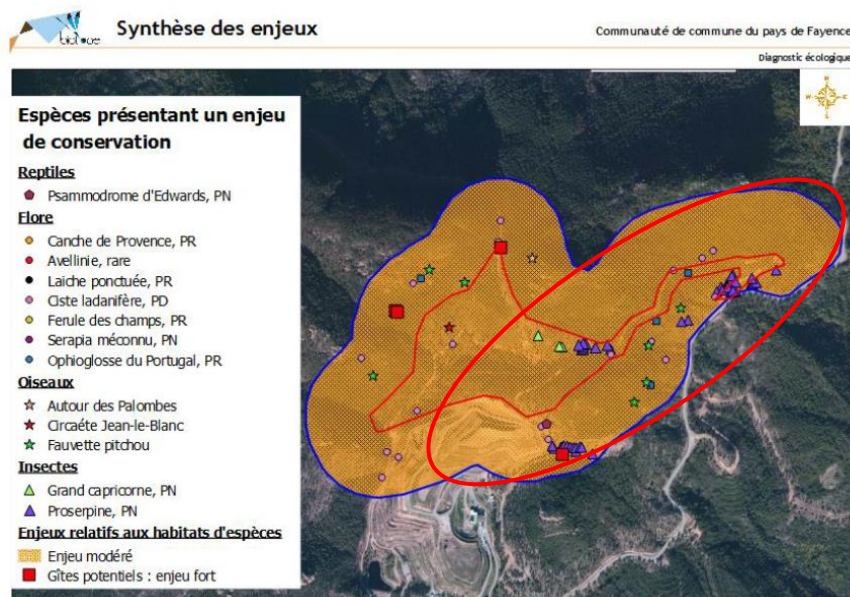 biotope
Synthèse des enjeux
Communauté de commune du pays de Fayence
Diagnostic écologique
Espèces présentant un enjeu
de conservation
Reptiles
Psammodrome d'Edwards, PN
Flore
Canche de Provence, PR
Avellinie, rare
Laiche ponctuée, PR
Ciste ladanifère, PD
Ferule des champs, PR
Serapia méconnu, PN
Ophioglosse du Portugal, PR
Oiseaux
Autour des Palombes
Circaéte Jean-le-Blanc
Fauvette pitchou
Insectes
Grand capricorne, PN
Proserpine, PN
Enjeux relatifs aux habitats d'espèces
Enjeu modéré
Gîtes potentiels : enjeu fort